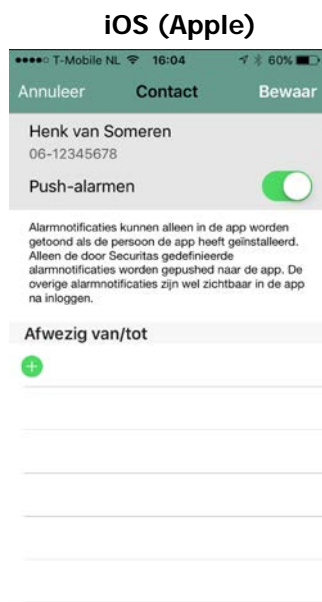 iOS (Apple)
T-Mobile NL 16:04 60%
Annuleer Contact Bewaar
Henk van Someren
06-12345678
Push-alarmen
Alarmnotificaties kunnen alleen in de app worden
getoond als de persoon de app heeft geïnstalleerd.
Alleen de door Securitas gedefinieerde
alarmnotificaties worden gepushed naar de app. De
overige alarmnotificaties zijn wel zichtbaar in de app
na inloggen.
Afwezig van/tot